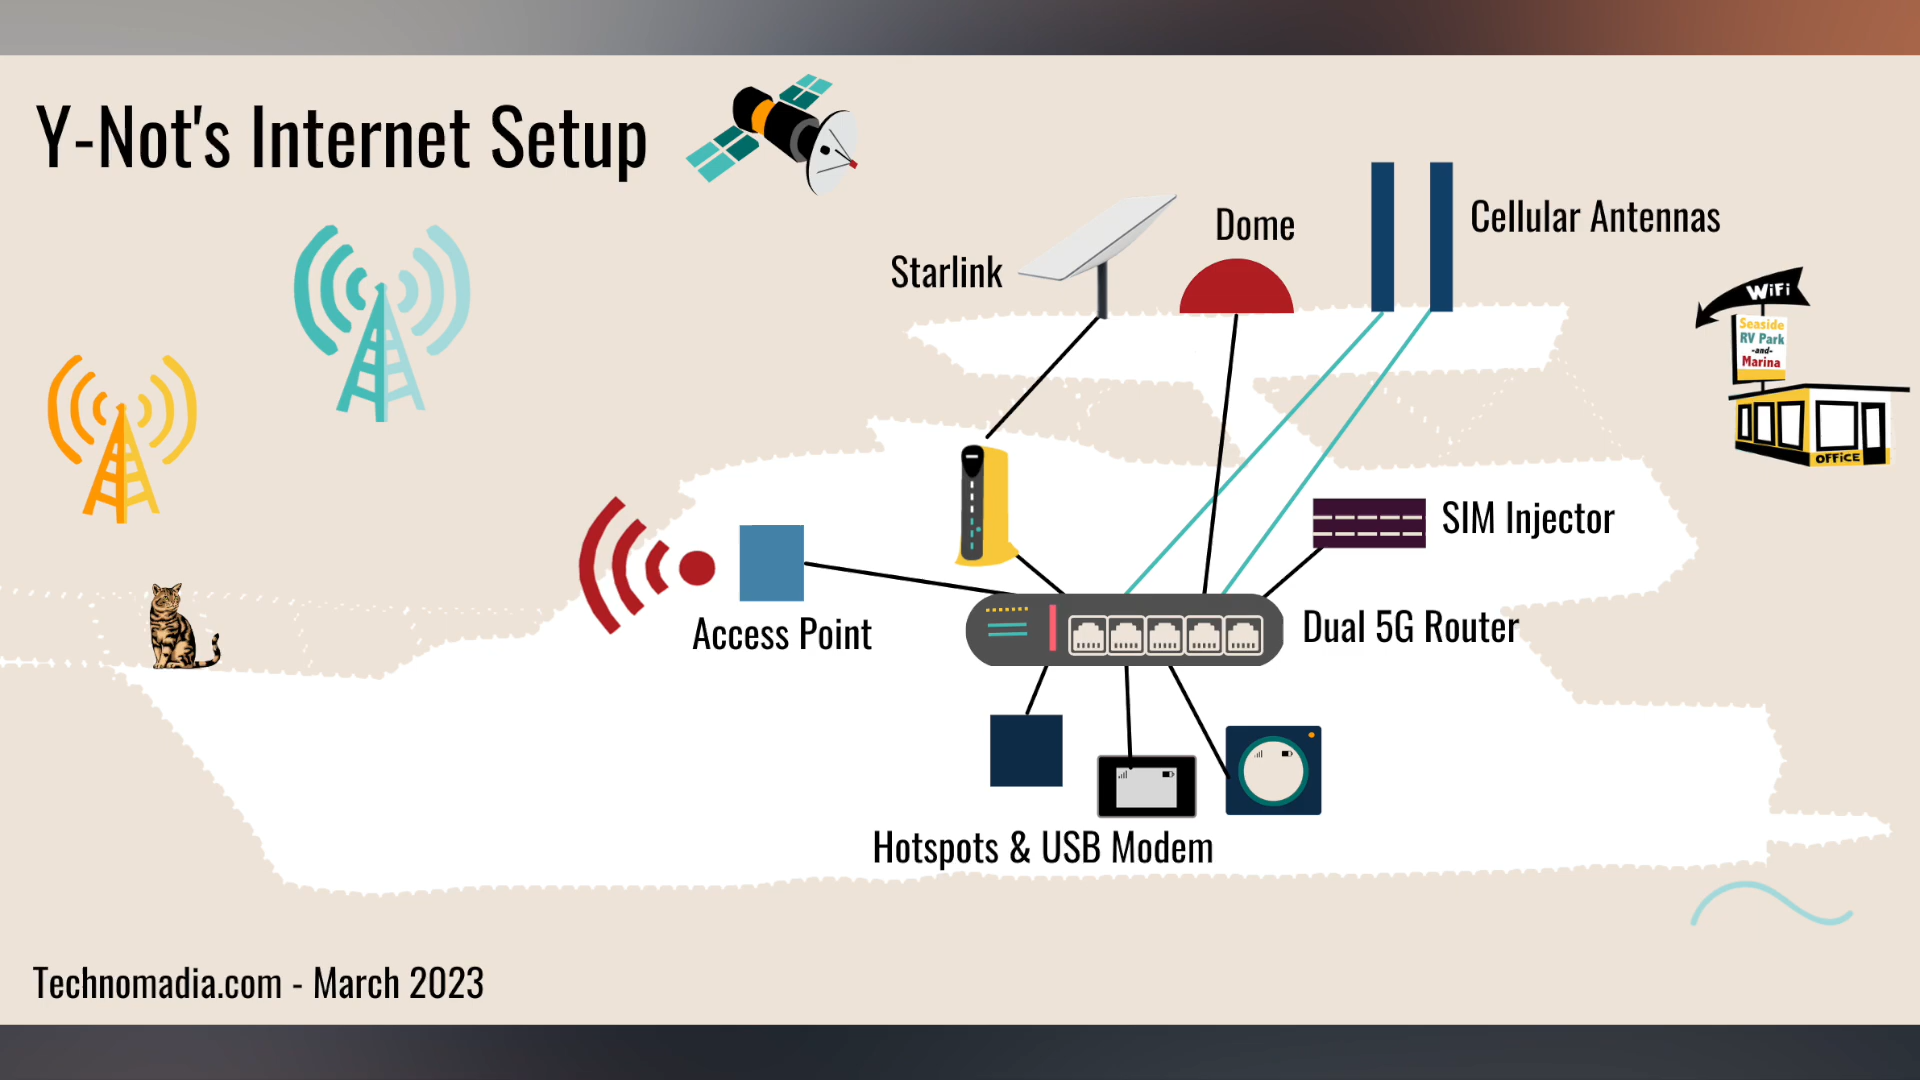 Y-Not's Internet Setup
Starlink
Dome
Cellular Antennas
WiFi
Seaside
RV Park
-and-
Marina
OFFiCE
SIM Injector
Access Point
Dual 5G Router
Hotspots & USB Modem
Technomadia.com - March 2023